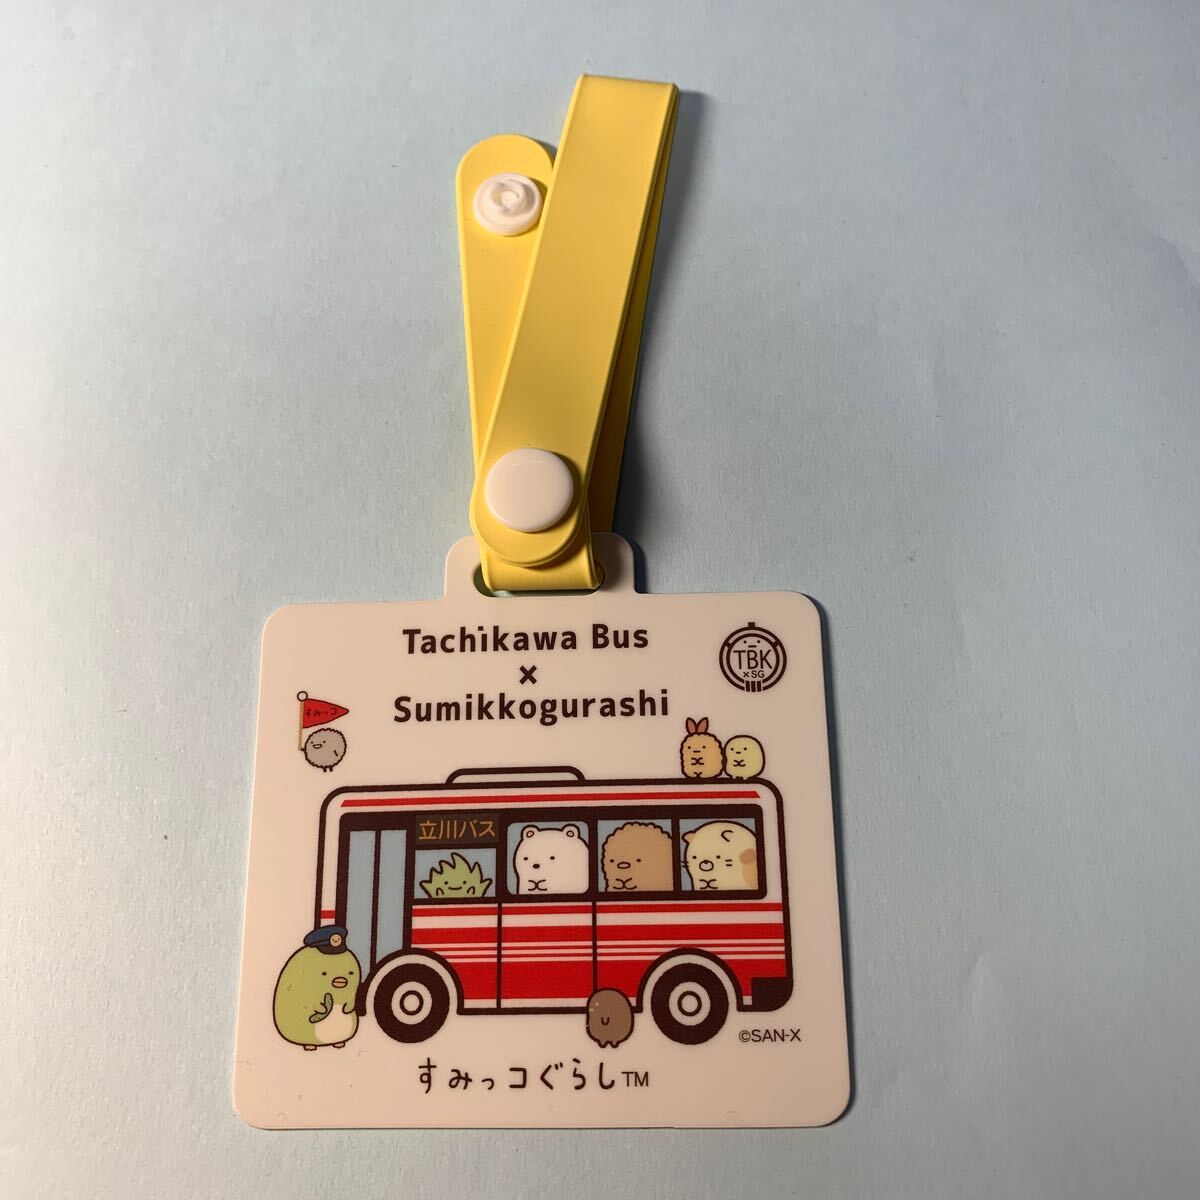 Tachikawa Bus
×
Sumikkogurashi
TBK
×SG
すみっコ
立川バス
©SAN-X
すみっコぐらし™